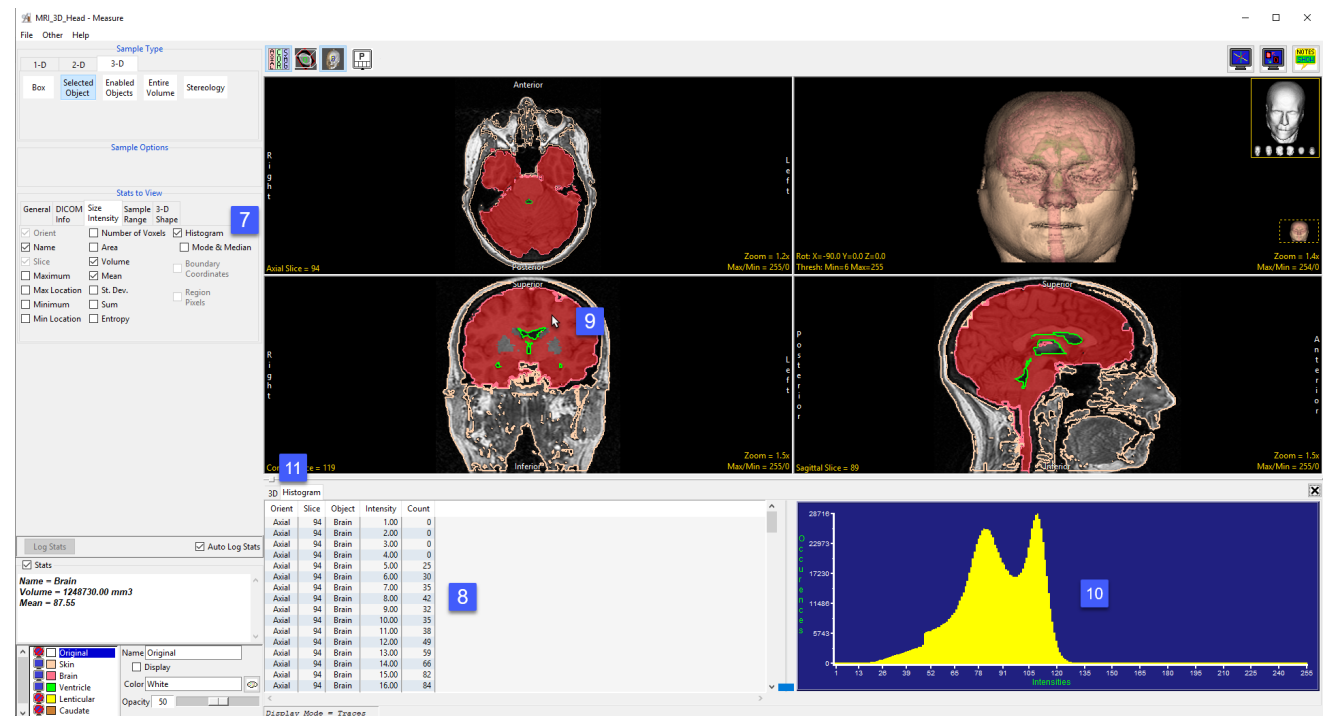 MRI_3D_Head - Measure
File Other Help
Sample Type
1-D 2-D 3-D
Box Selected Object Enabled Objects Entire Volume Stereology
Sample Options
Stats to View
General DICOM Info Size Intensity Sample Range 3-D Shape
7
Orient Number of Voxels Histogram
Name Area Mode & Median
Slice Volume Boundary Coordinates
Maximum Mean
Max Location St. Dev. Region Pixels
Minimum Sum
Min Location Entropy
P
NOTES
SHOW
Anterior
Right
Left
Posterior
Axial Slice = 94
Zoom = 1.2x
Max/Min = 255/0
Rot: X=-90.0 Y=0.0 Z=0.0
Thresh: Min=6 Max=255
Zoom = 1.4x
Max/Min = 254/0
Superior
9
Right
Left
Inferior
11
= 119
Zoom = 1.5x
Max/Min = 255/0
Superior
Posterior
Anterior
Inferior
Sagittal Slice = 89
Zoom = 1.5x
Max/Min = 255/0
Log Stats Auto Log Stats
Stats
Name = Brain
Volume = 1248730.00 mm3
Mean = 87.55
Original
Skin
Brain
Ventricle
Lenticular
Caudate
Name Original
Display
Color White
Opacity 50
3D Histogram
Orient Slice Object Intensity Count
Axial 94 Brain 1.00 0
Axial 94 Brain 2.00 0
Axial 94 Brain 3.00 0
Axial 94 Brain 4.00 0
Axial 94 Brain 5.00 25
Axial 94 Brain 6.00 30
Axial 94 Brain 7.00 35
Axial 94 Brain 8.00 42
Axial 94 Brain 9.00 32
Axial 94 Brain 10.00 35
Axial 94 Brain 11.00 38
Axial 94 Brain 12.00 49
Axial 94 Brain 13.00 59
Axial 94 Brain 14.00 66
Axial 94 Brain 15.00 82
Axial 94 Brain 16.00 84
8
Display Mode = Traces
Occurrences
28716
22973
17230
11486
5743
0
10
1 13 26 39 52 65 78 91 105 120 135 150 165 180 195 210 225 240 255
Intensities